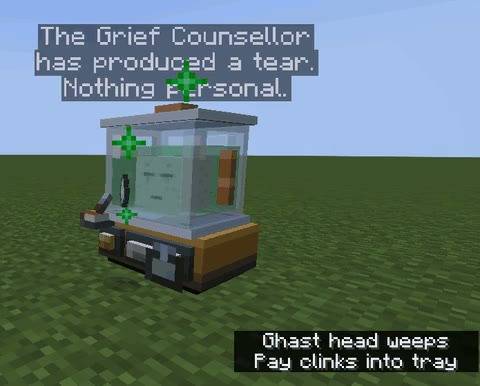 The Grief Counsellor
has produced a tear.
Nothing personal.
Ghast head weeps
Pay clinks into tray